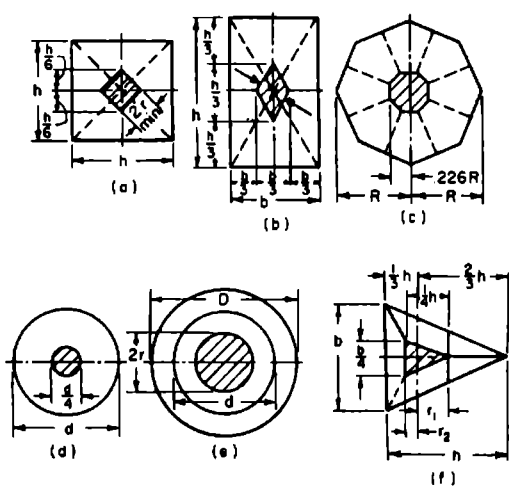 h/6
h
h/6
2r min
h
(a)
h
h/3
h/3
h/3
b/3 b/3 b/3
b
(b)
.226R
R R
(c)
d/4
d
(d)
D
2r
d
(e)
1/3 h 2/3 h
1/4 h
b
b/4
r₁
r₂
h
(f)